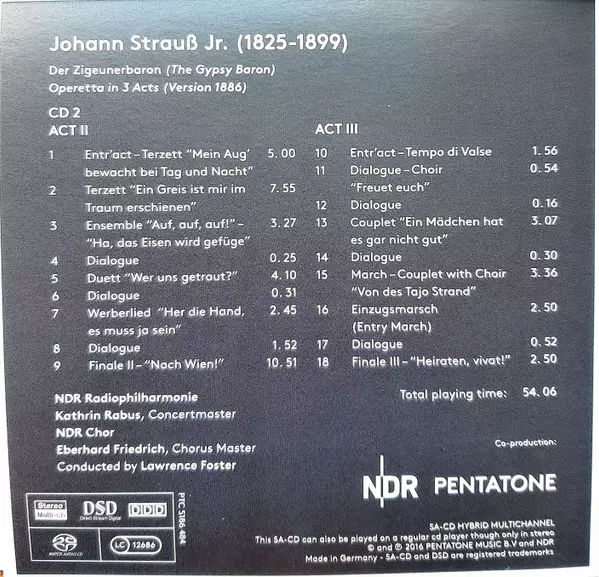 Johann Strauß Jr. (1825-1899)
Der Zigeunerbaron (The Gypsy Baron)
Operetta in 3 Acts (Version 1886)
CD 2
ACT II
1 Entr'act – Terzett "Mein Aug' 5.00
bewacht bei Tag und Nacht"
2 Terzett "Ein Greis ist mir im 7.55
Traum erschienen"
3 Ensemble "Auf, auf, auf!" – 3.27
"Ha, das Eisen wird gefüge"
4 Dialogue 0.25
5 Duett "Wer uns getraut?" 4.10
6 Dialogue 0.31
7 Werberlied "Her die Hand, 2.45
es muss ja sein"
8 Dialogue 1.52
9 Finale II – "Nach Wien!" 10.51
ACT III
10 Entr'act – Tempo di Valse 1.56
11 Dialogue – Choir 0.54
"Freuet euch"
12 Dialogue 0.16
13 Couplet "Ein Mädchen hat 3.07
es gar nicht gut"
14 Dialogue 0.30
15 March – Couplet with Choir 3.36
"Von des Tajo Strand"
16 Einzugsmarsch 2.50
(Entry March)
17 Dialogue 0.52
18 Finale III – "Heiraten, vivat!" 2.50
Total playing time: 54.06
NDR Radiophilharmonie
Kathrin Rabus, Concertmaster
NDR Chor
Eberhard Friedrich, Chorus Master
Conducted by Lawrence Foster
Co-production:
NDR PENTATONE
Stereo
Multi-ch
DSD
Direct Stream Digital
DDD
SUPER AUDIO CD
LC 12686
PTC 5186 484
SA-CD HYBRID MULTICHANNEL
This SA-CD can also be played on a regular cd player though only in stereo
© and ℗ 2016 PENTATONE MUSIC B.V and NDR
Made in Germany - SA-CD and DSD are registered trademarks